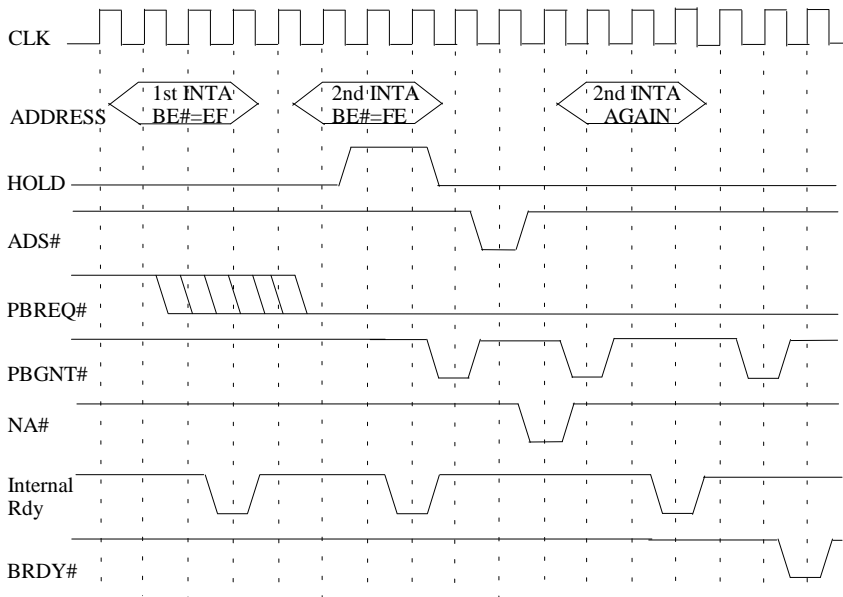 CLK
ADDRESS
1st INTA
BE#=EF
2nd INTA
BE#=FE
2nd INTA
AGAIN
HOLD
ADS#
PBREQ#
PBGNT#
NA#
Internal
Rdy
BRDY#